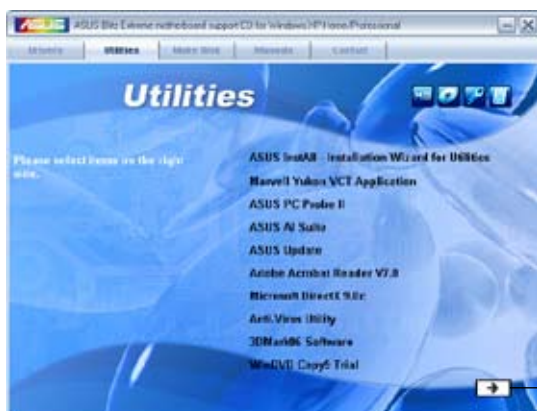 ASUS
ASUS Blitz Extreme motherboard support CD for Windows XP Home/Professional
Drivers
Utilities
Make Disk
Manuals
Contact
Utilities
Please select items on the right
side.
ASUS InstAll - Installation Wizard for Utilities
Marvell Yukon VCT Application
ASUS PC Probe II
ASUS AI Suite
ASUS Update
Adobe Acrobat Reader V7.0
Microsoft DirectX 9.0c
Anti-Virus Utility
3DMark06 Software
WinDVD Copy5 Trial